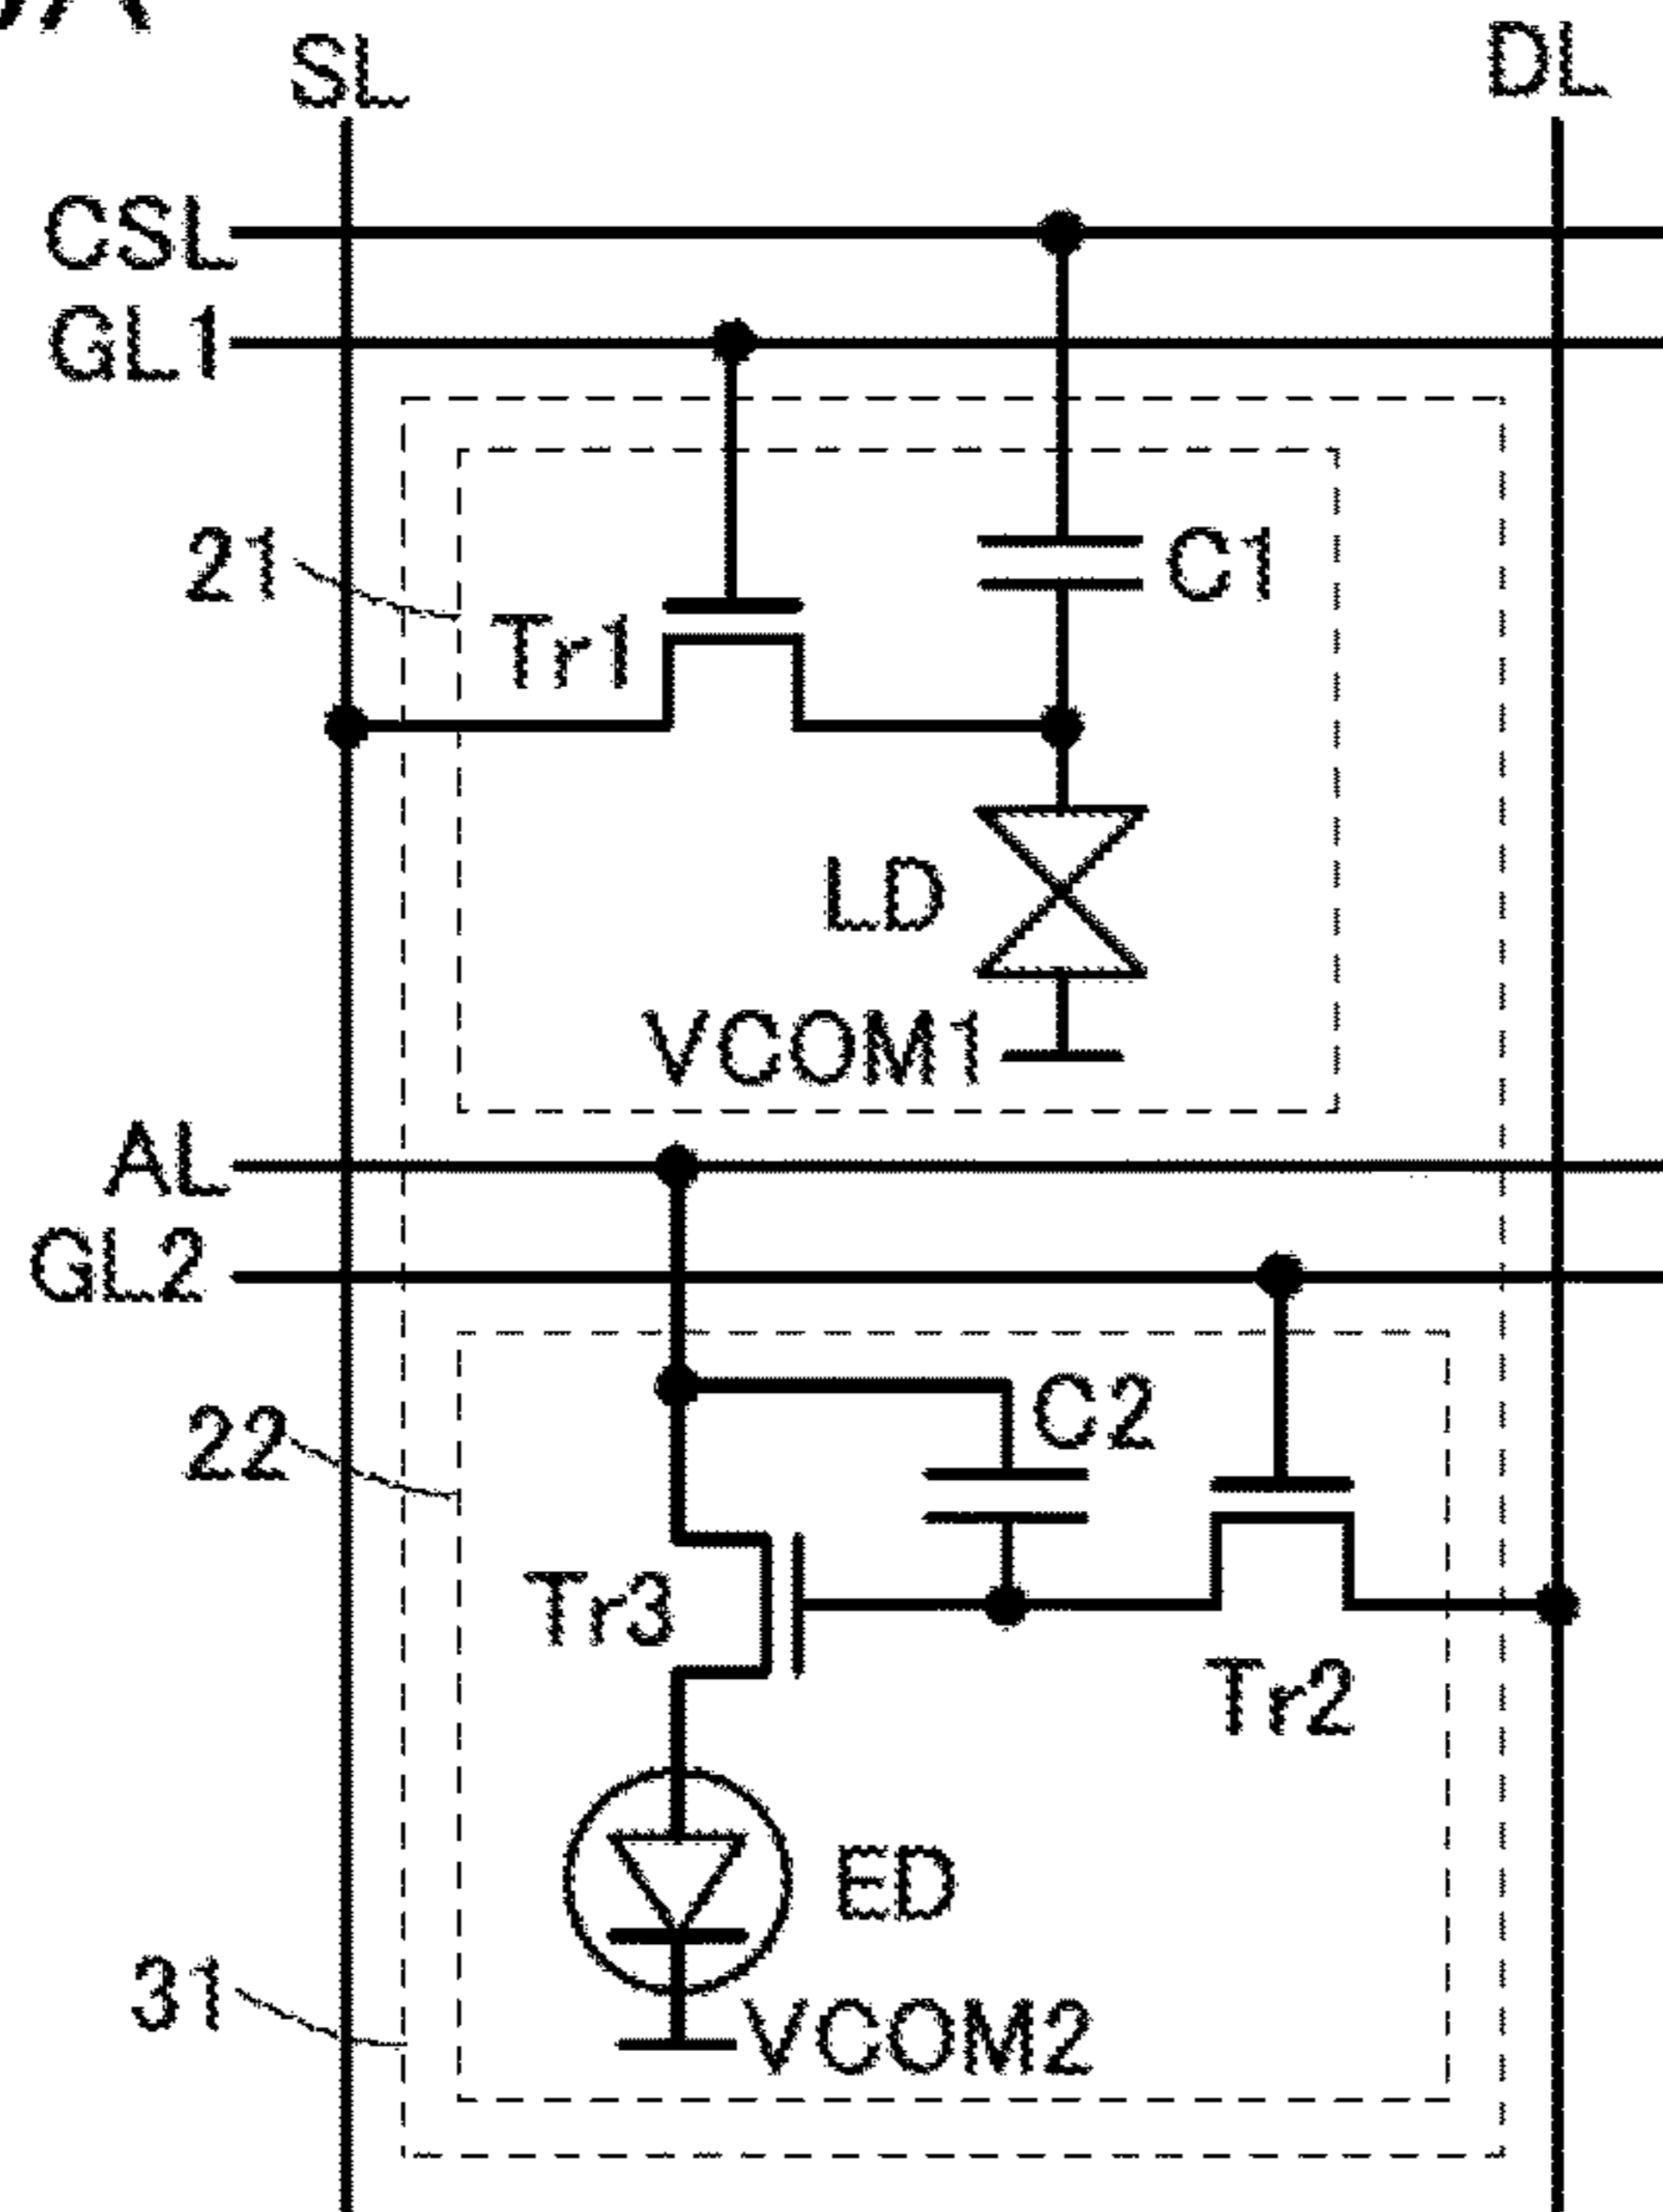 SL DL
CSL
GL1
21 C1
Tr1
LD
VCOM1
AL
GL2
C2
22
Tr3
Tr2
ED
31
VCOM2